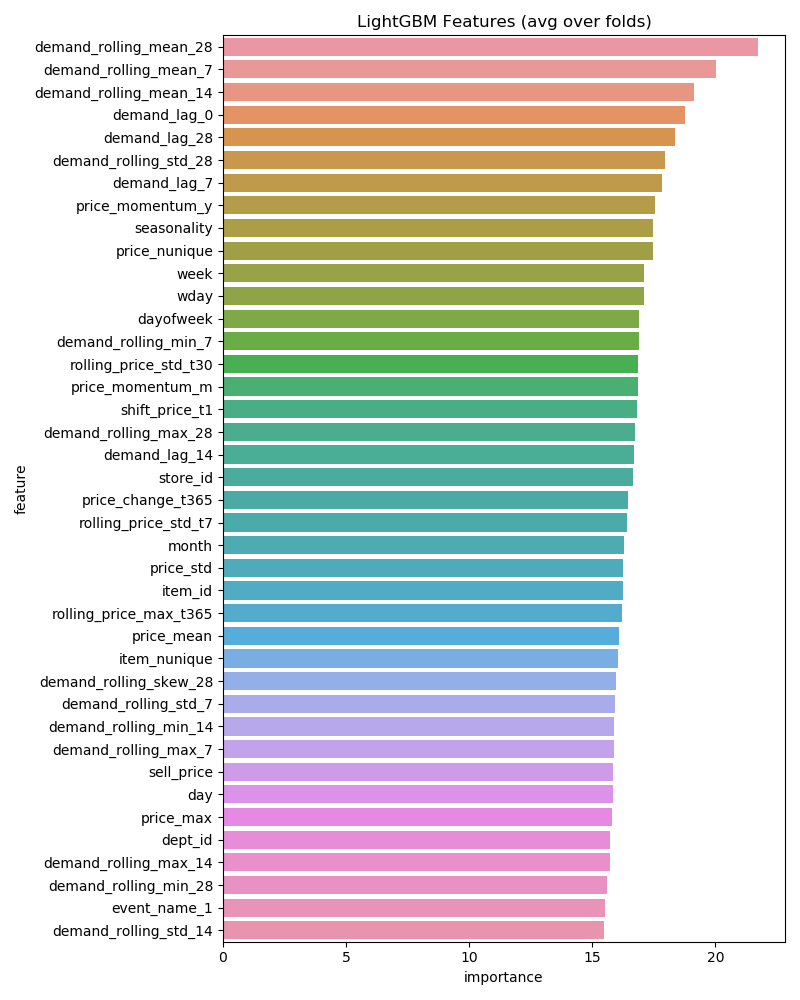 LightGBM Features (avg over folds)
demand_rolling_mean_28
demand_rolling_mean_7
demand_rolling_mean_14
demand_lag_0
demand_lag_28
demand_rolling_std_28
demand_lag_7
price_momentum_y
seasonality
price_nunique
week
wday
dayofweek
demand_rolling_min_7
rolling_price_std_t30
price_momentum_m
shift_price_t1
demand_rolling_max_28
demand_lag_14
store_id
price_change_t365
rolling_price_std_t7
month
price_std
item_id
rolling_price_max_t365
price_mean
item_nunique
demand_rolling_skew_28
demand_rolling_std_7
demand_rolling_min_14
demand_rolling_max_7
sell_price
day
price_max
dept_id
demand_rolling_max_14
demand_rolling_min_28
event_name_1
demand_rolling_std_14
feature
0 5 10 15 20
importance